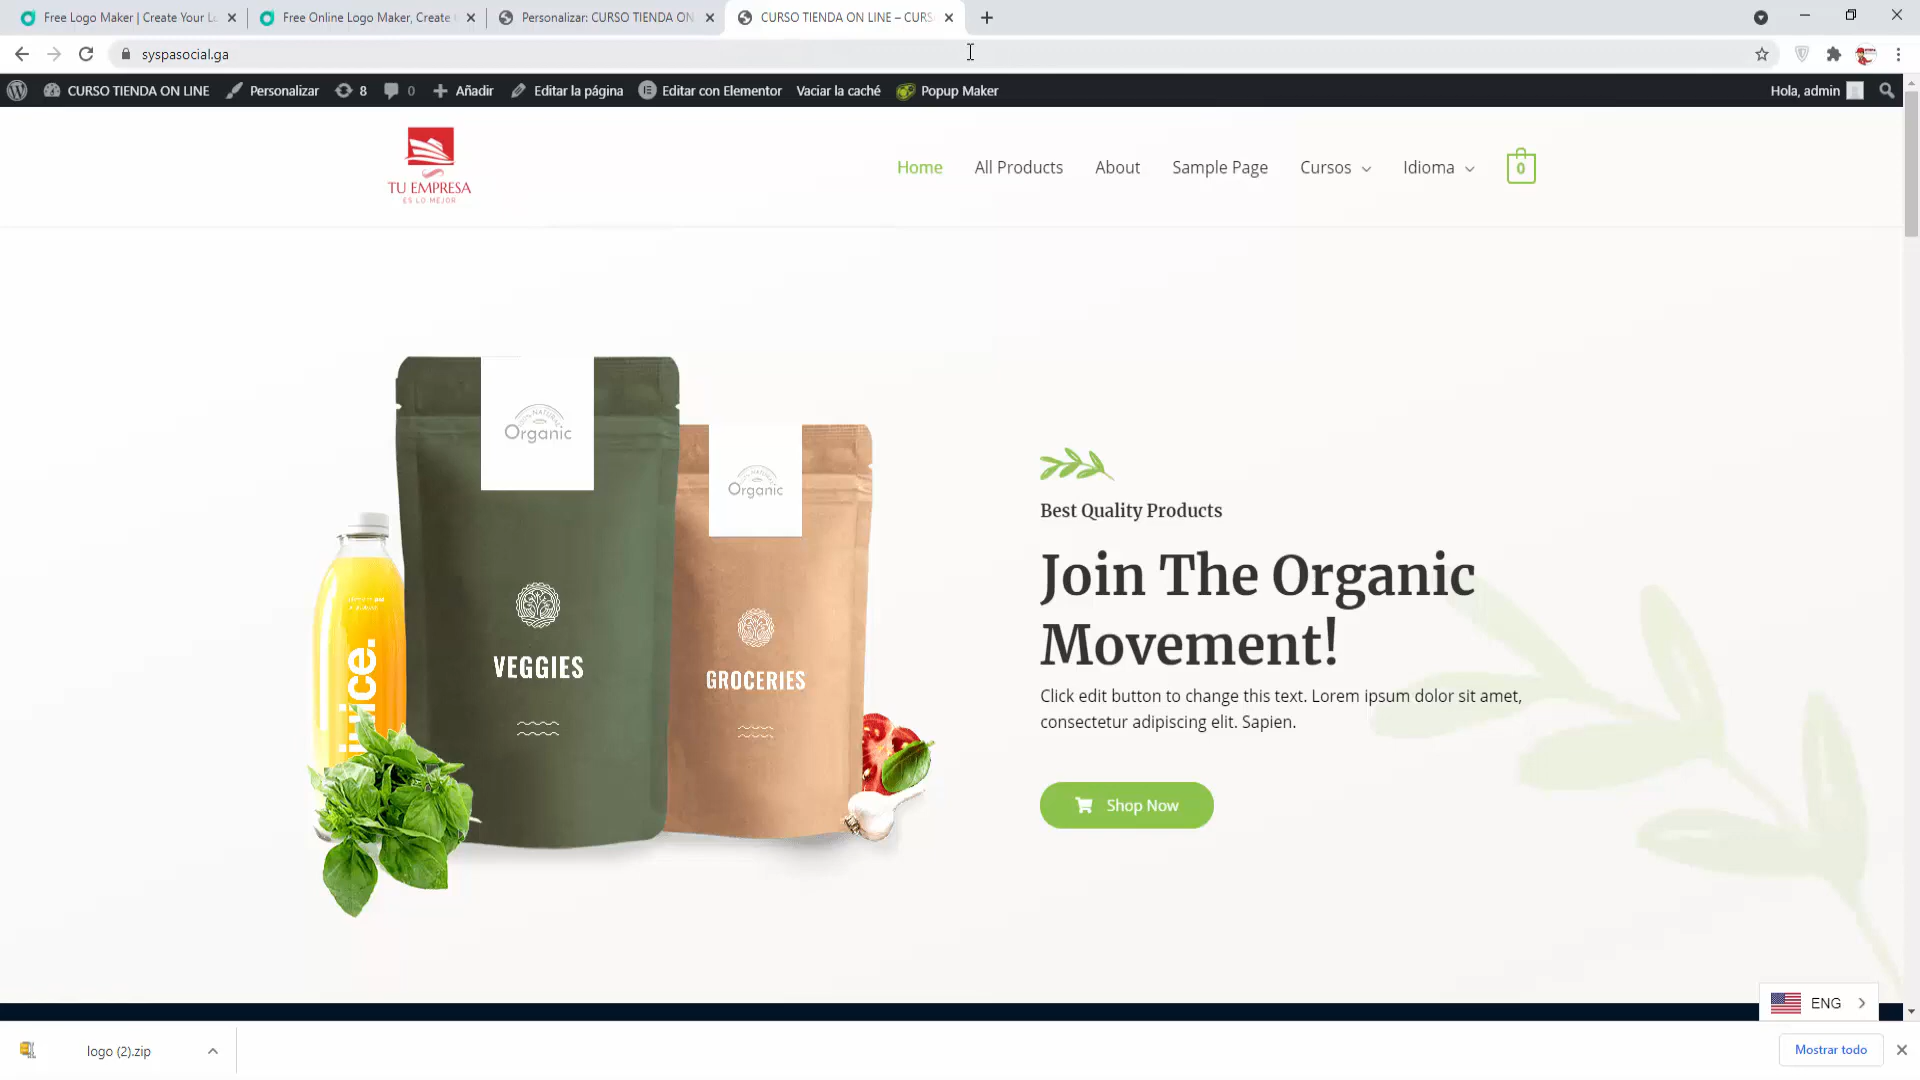 Free Logo Maker | Create Your Lo
Free Online Logo Maker, Create
Personalizar: CURSO TIENDA ON
CURSO TIENDA ON LINE – CURS
syspasocial.ga
CURSO TIENDA ON LINE
Personalizar
8
0
Añadir
Editar la página
Editar con Elementor
Vaciar la caché
Popup Maker
Hola, admin
TU EMPRESA
ES LO MEJOR
Home
All Products
About
Sample Page
Cursos
Idioma
0
100% NATURAL
Organic
Organic
juice.
VEGGIES
GROCERIES
Best Quality Products
Join The Organic
Movement!
Click edit button to change this text. Lorem ipsum dolor sit amet,
consectetur adipiscing elit. Sapien.
Shop Now
ENG
logo (2).zip
Mostrar todo